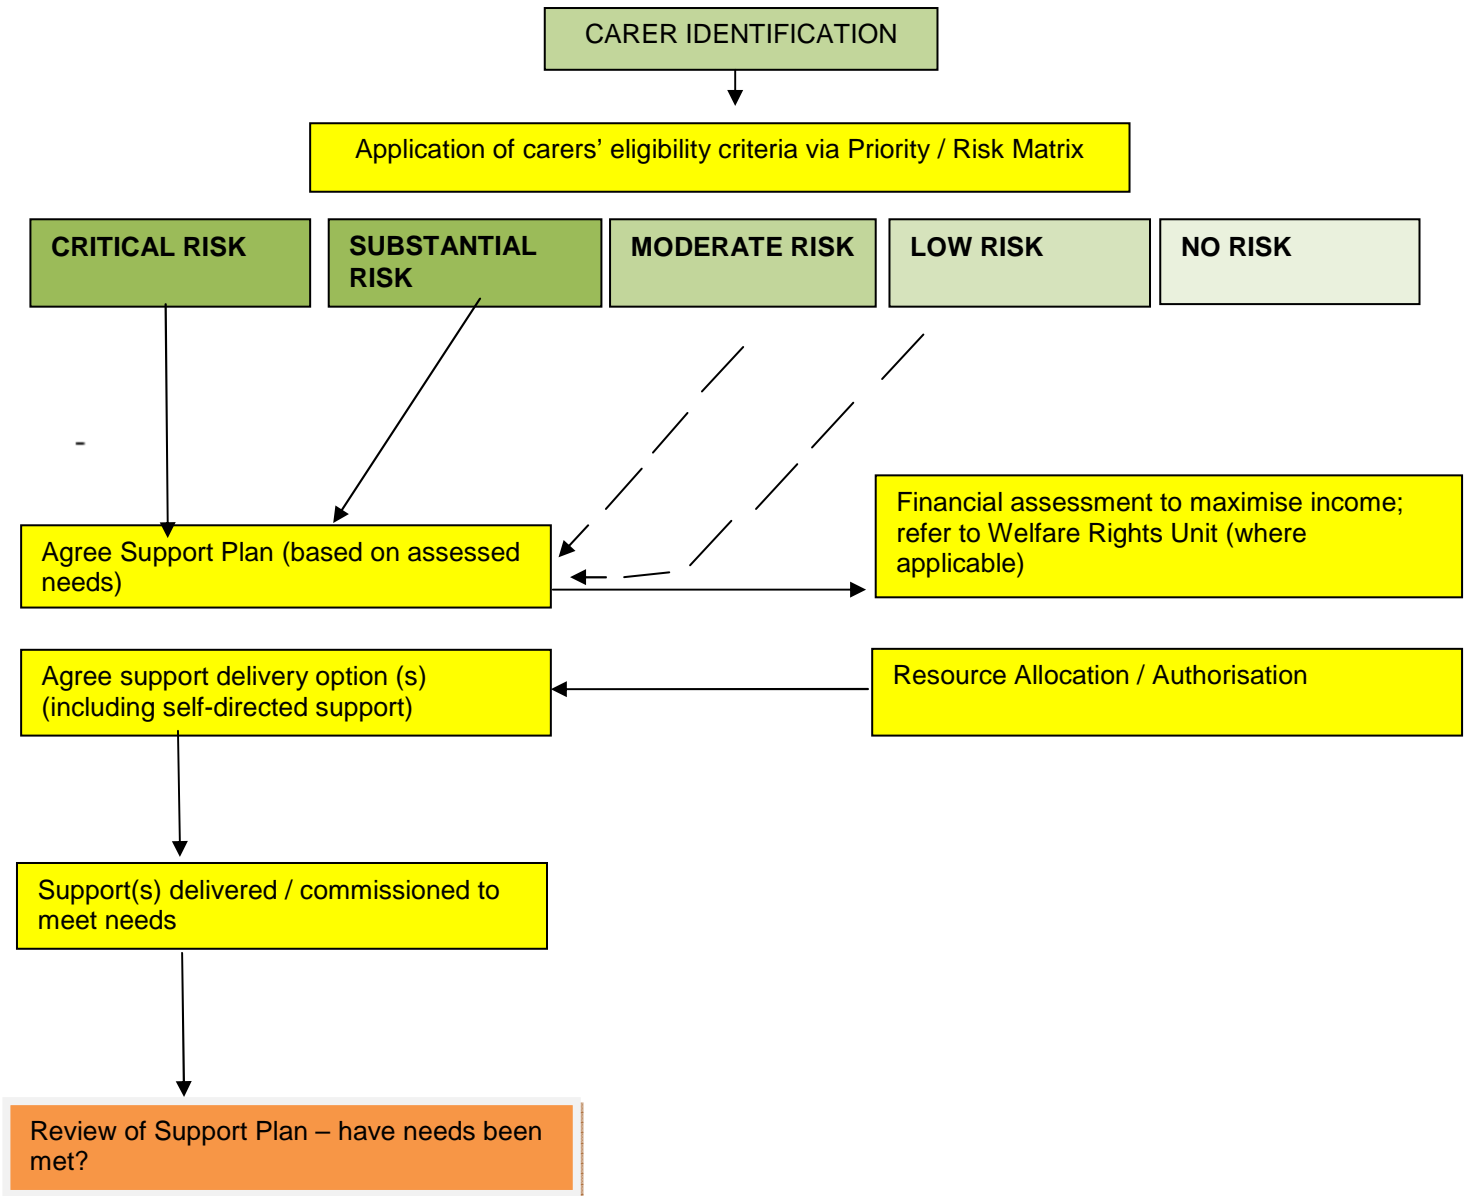 CARER IDENTIFICATION
Application of carers’ eligibility criteria via Priority / Risk Matrix
CRITICAL RISK
SUBSTANTIAL
RISK
MODERATE RISK
LOW RISK
NO RISK
-
Agree Support Plan (based on assessed
needs)
Financial assessment to maximise income;
refer to Welfare Rights Unit (where
applicable)
Agree support delivery option (s)
(including self-directed support)
Resource Allocation / Authorisation
Support(s) delivered / commissioned to
meet needs
Review of Support Plan – have needs been
met?